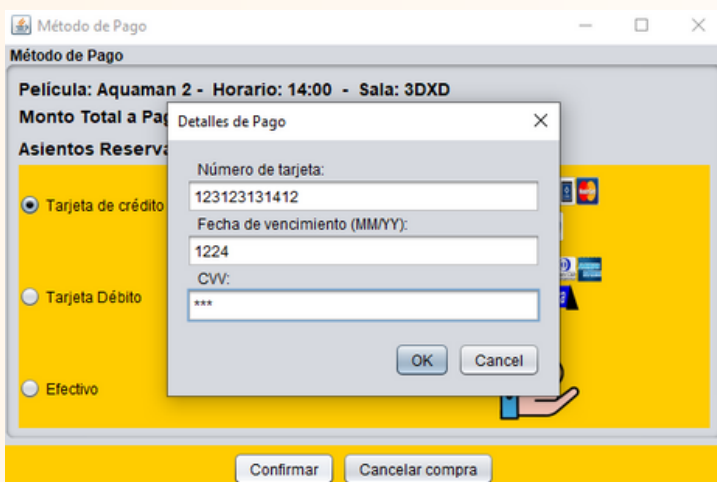 Método de Pago
Método de Pago
Película: Aquaman 2 - Horario: 14:00 - Sala: 3DXD
Monto Total a Pa
Detalles de Pago
Asientos Reserva
Número de tarjeta:
123123131412
Fecha de vencimiento (MM/YY):
1224
CVV:
***
OK
Cancel
Tarjeta de crédito
Tarjeta Débito
Efectivo
Confirmar
Cancelar compra